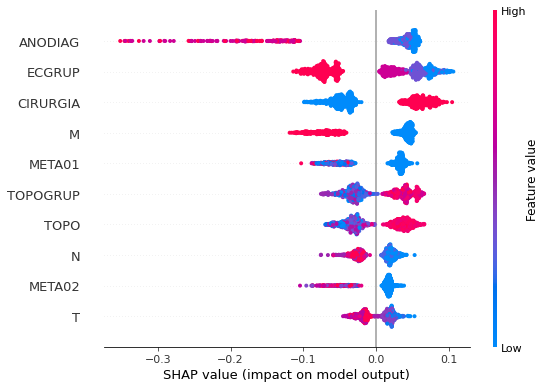 High
ANODIAG
ECGRUP
CIRURGIA
M
META01
TOPOGRUP
TOPO
N
META02
T
Feature value
Low
−0.3 −0.2 −0.1 0.0 0.1
SHAP value (impact on model output)